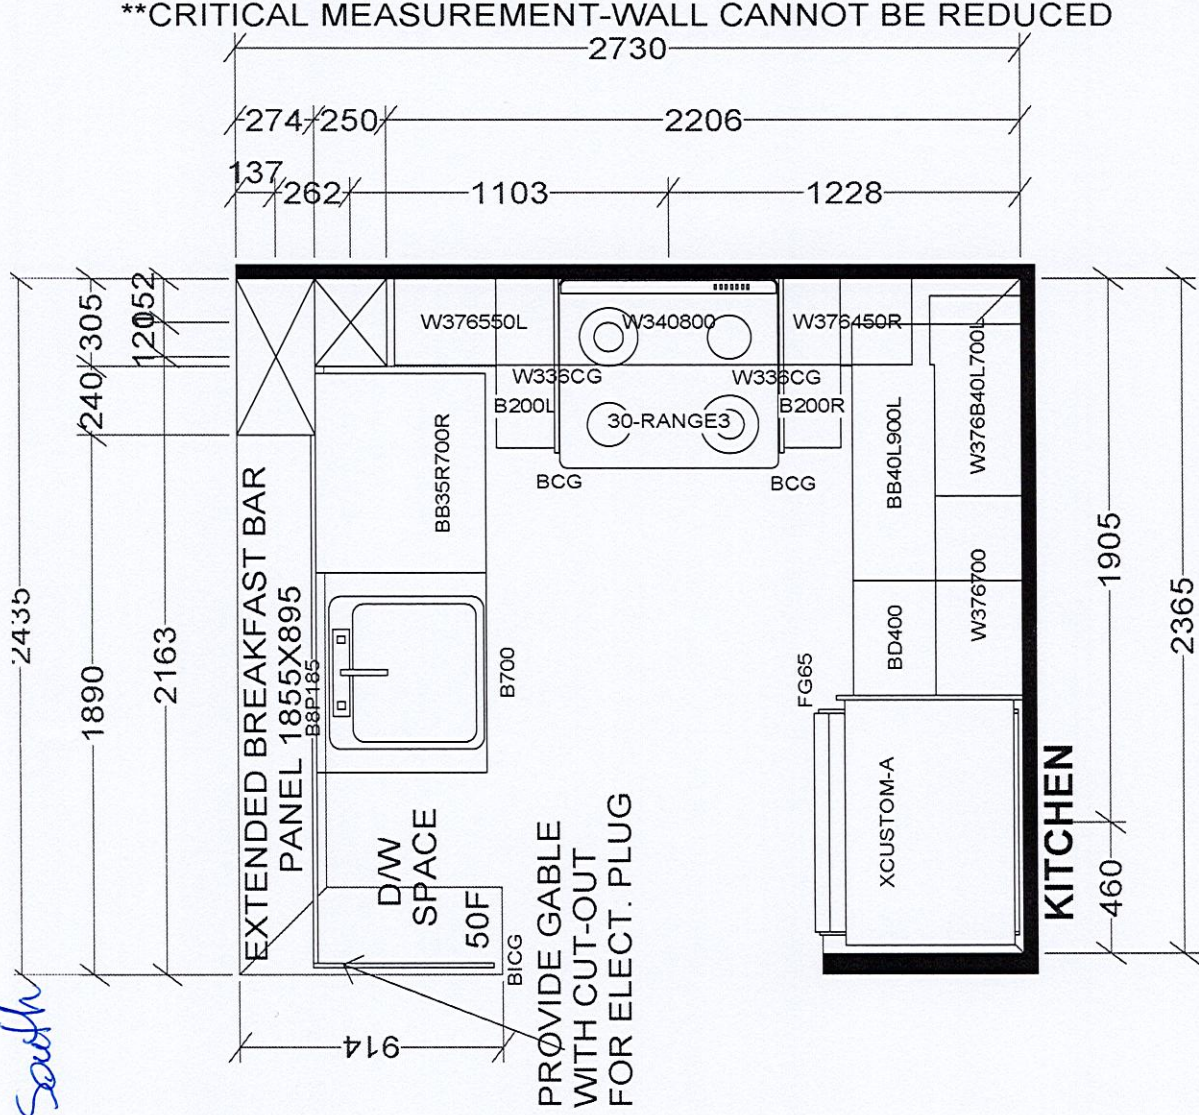 **CRITICAL MEASUREMENT-WALL CANNOT BE REDUCED
2730
274
250
2206
137
262
1103
1228
2435
240
305
120
152
1890
2163
W376550L
W340800
W376450R
W336CG
W336CG
B200L
30-RANGE3
B200R
BCG
BCG
BB35R700R
BB40L900L
W376B40L700L
W376700
BD400
FG65
XCUSTOM-A
KITCHEN
1905
460
2365
EXTENDED BREAKFAST BAR
PANEL 1855X895
BBP185
B700
D/W
SPACE
50F
BICG
PROVIDE GABLE
WITH CUT-OUT
FOR ELECT. PLUG
914
South